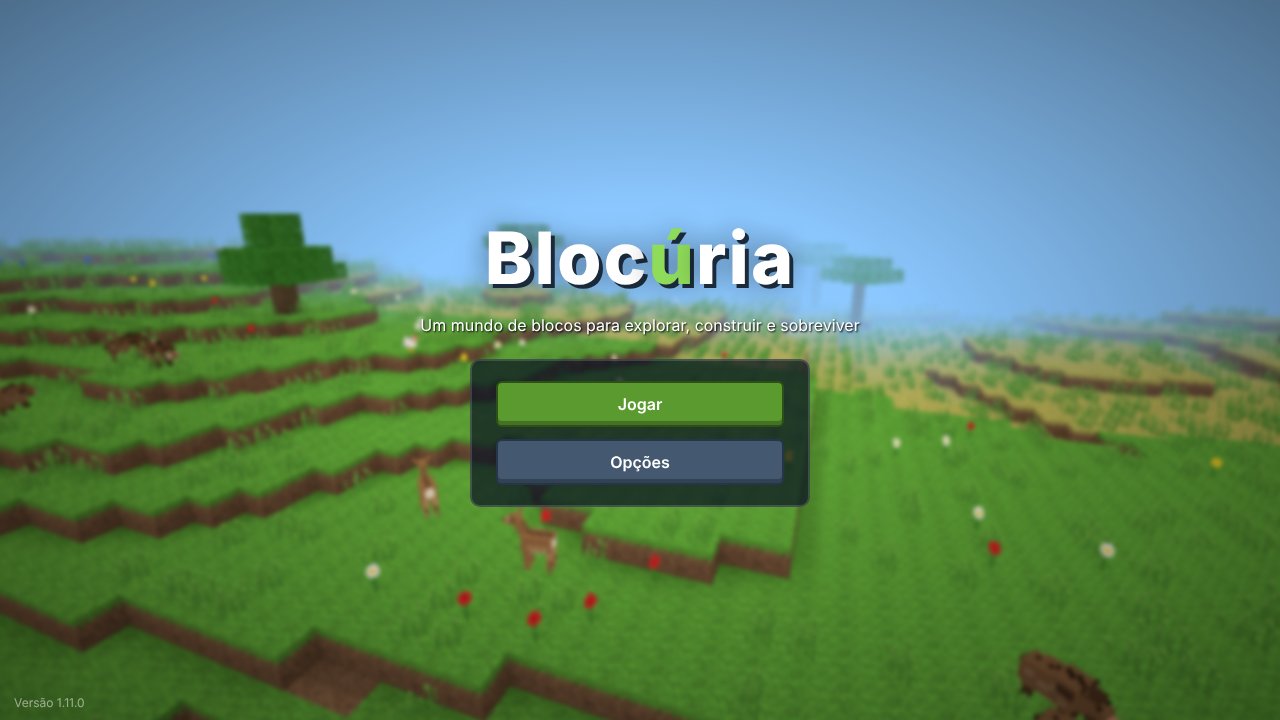 Blocúria
Um mundo de blocos para explorar, construir e sobreviver
Jogar
Opções
Versão 1.11.0